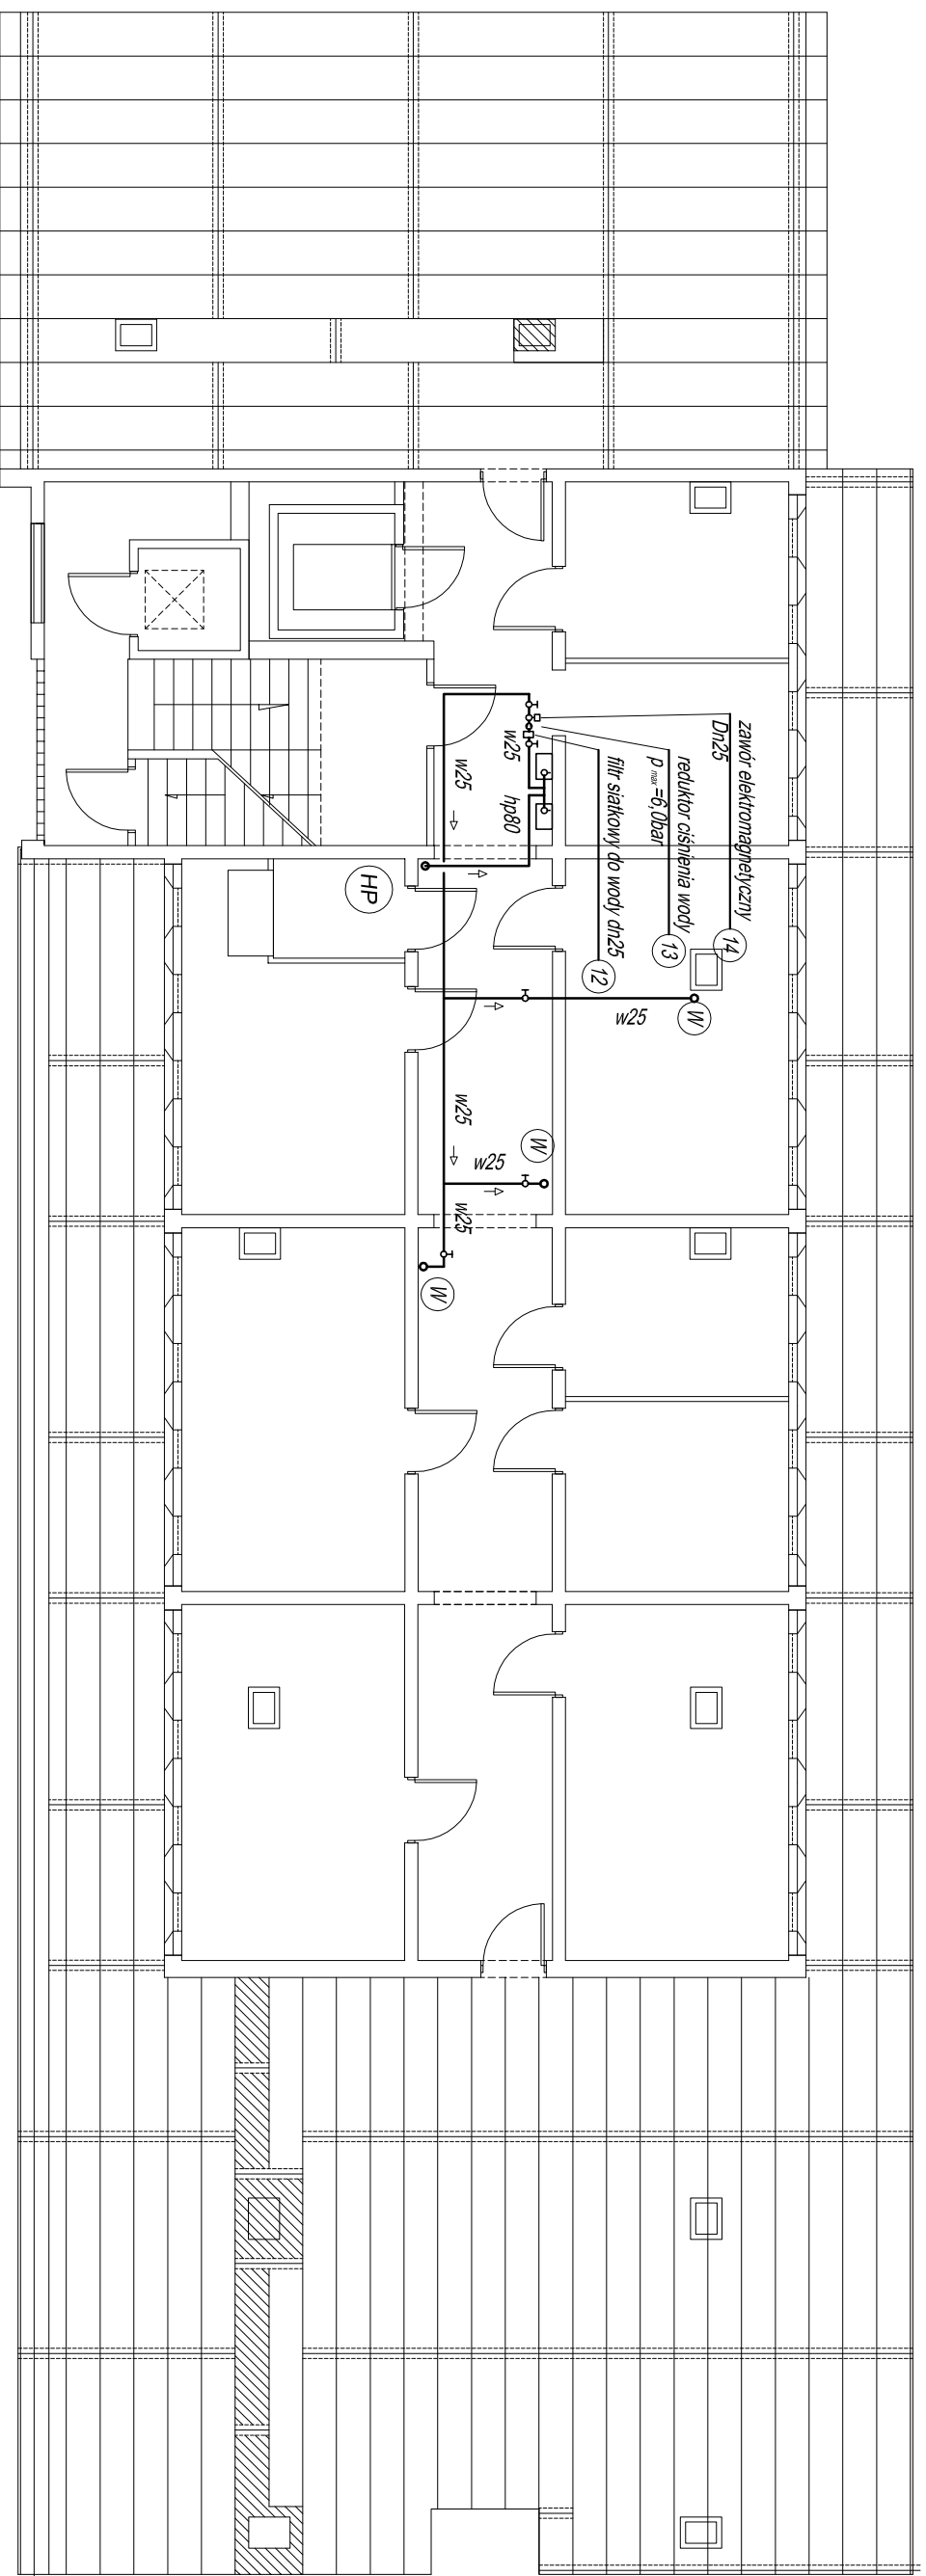 zawór elektromagnetyczny
Dn25
14
reduktor ciśnienia wody
p max =6,0bar
13
filtr siatkowy do wody dn25
12
w25
hp80
w25
HP
w25
W
w25
W
w25
w25
W